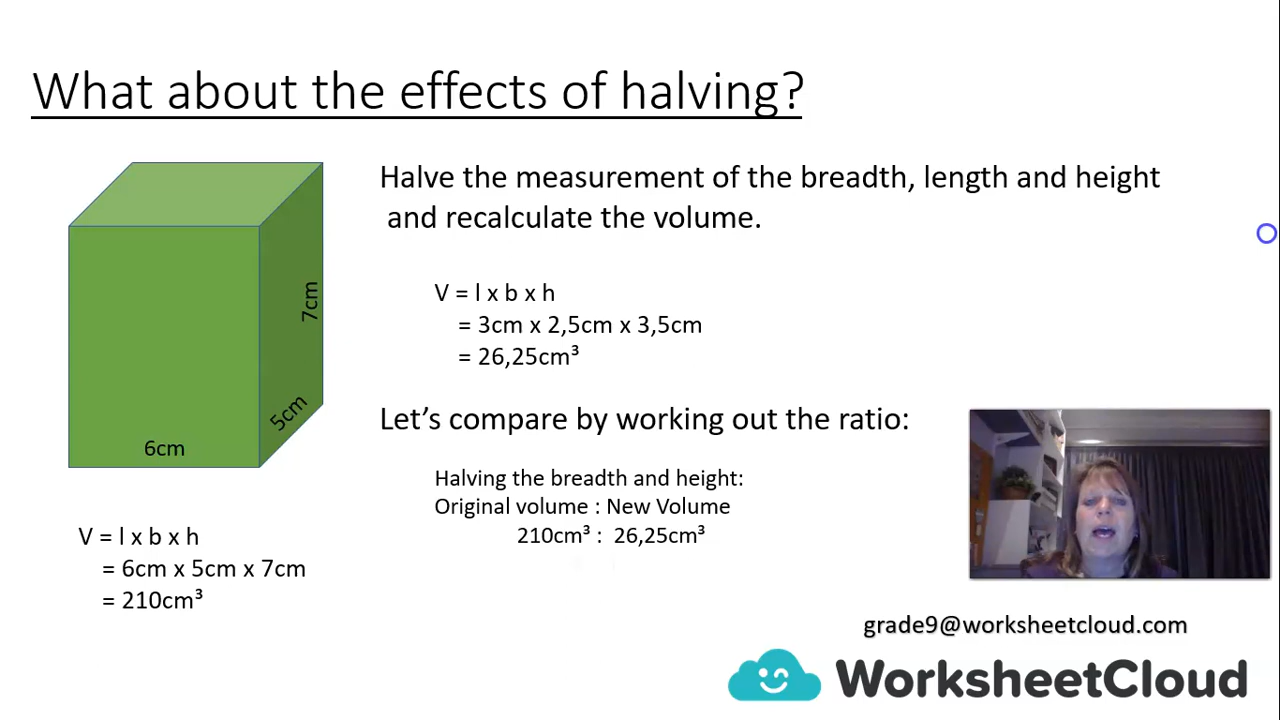 What about the effects of halving?
Halve the measurement of the breadth, length and height
and recalculate the volume.
7cm
5cm
6cm
V = l x b x h
= 3cm x 2,5cm x 3,5cm
= 26,25cm³
Let’s compare by working out the ratio:
Halving the breadth and height:
Original volume : New Volume
210cm³ : 26,25cm³
V = l x b x h
= 6cm x 5cm x 7cm
= 210cm³
grade9@worksheetcloud.com
WorksheetCloud